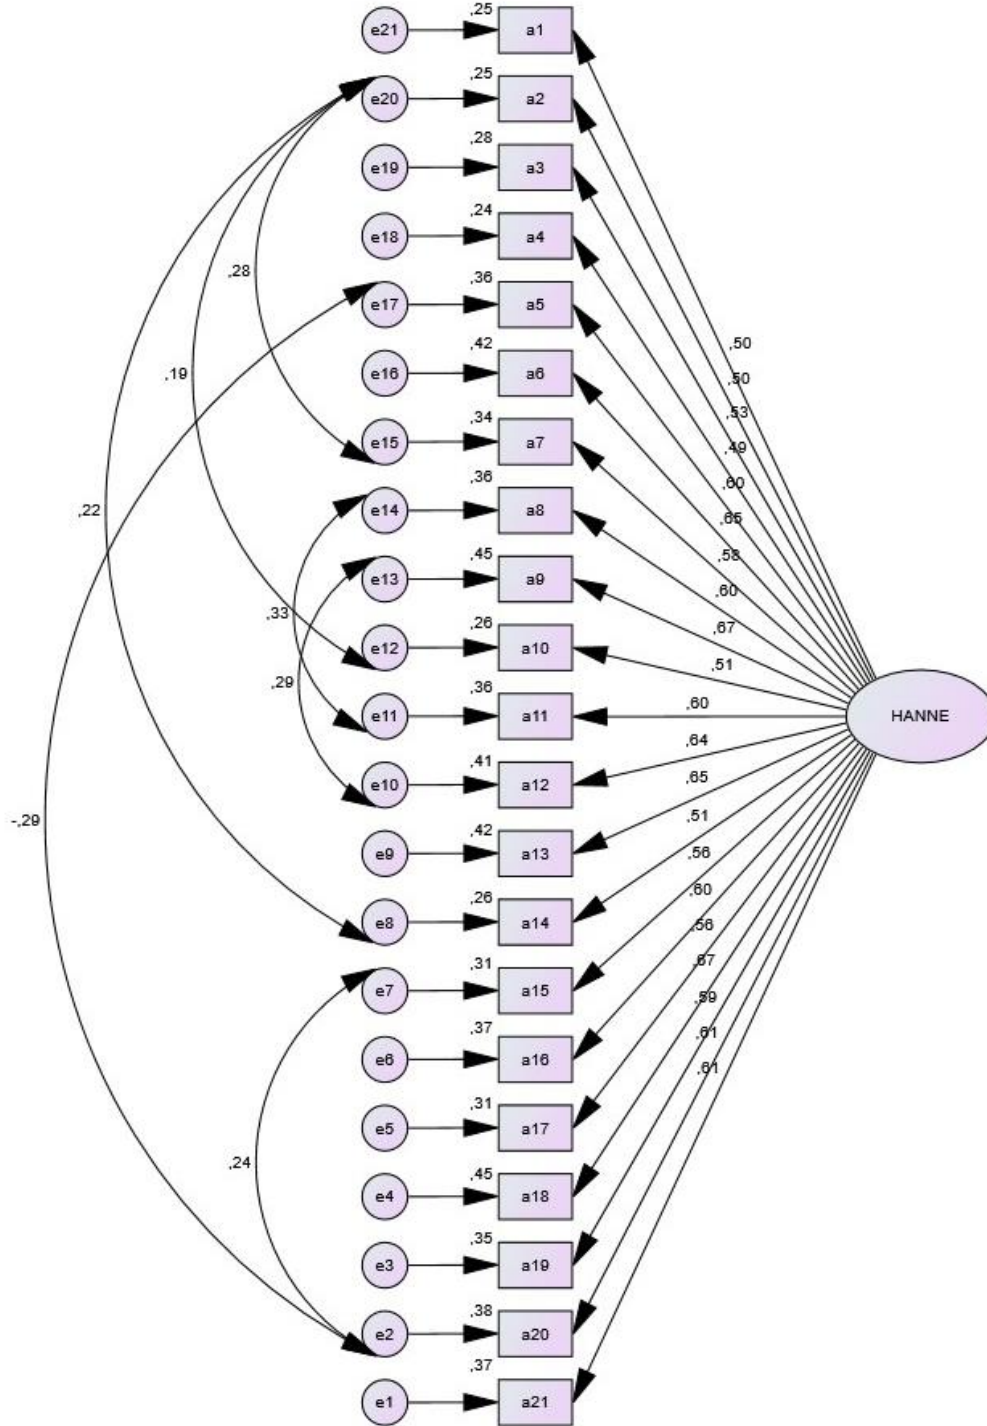 ,25
e21 a1
,25
e20 a2
,28
e19 a3
,24
e18 a4
,28
,36
e17 a5
,50
,42
e16 a6
,19
,50
,53
,34
e15 a7
,49
,36
,60
e14 a8
,22
,65
,45
,58
e13 a9
,60
,33
,26
,67
e12 a10
,51
,29
,36
,60
e11 a11
HANNE
,64
,41
,65
e10 a12
-,29
,51
,42
e9 a13
,56
,26
,60
e8 a14
,56
,31
,67
e7 a15
,59
,37
,61
e6 a16
,61
,31
e5 a17
,24
,45
e4 a18
,35
e3 a19
,38
e2 a20
,37
e1 a21